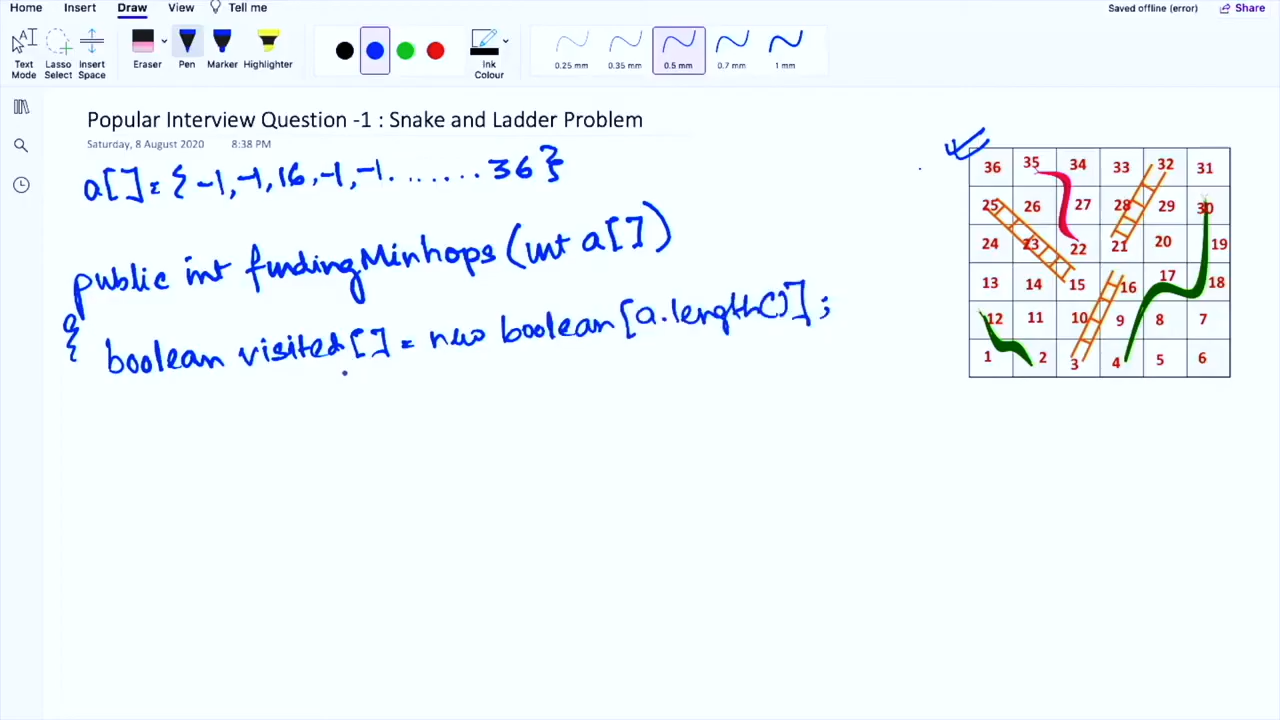 Home Insert Draw View Tell me
Saved offline (error) Share
Text Mode Lasso Select Insert Space Eraser Pen Marker Highlighter Ink Colour 0.25 mm 0.35 mm 0.5 mm 0.7 mm 1 mm
Popular Interview Question -1 : Snake and Ladder Problem
Saturday, 8 August 2020 8:38 PM
a[] = { -1, -1, 16, -1, -1 ....... 36 }
public int findingMinhops (int a[])
{
boolean visited[] = new boolean[a.length()];
36 35 34 33 32 31
25 26 27 28 29 30
24 23 22 21 20 19
13 14 15 16 17 18
12 11 10 9 8 7
1 2 3 4 5 6